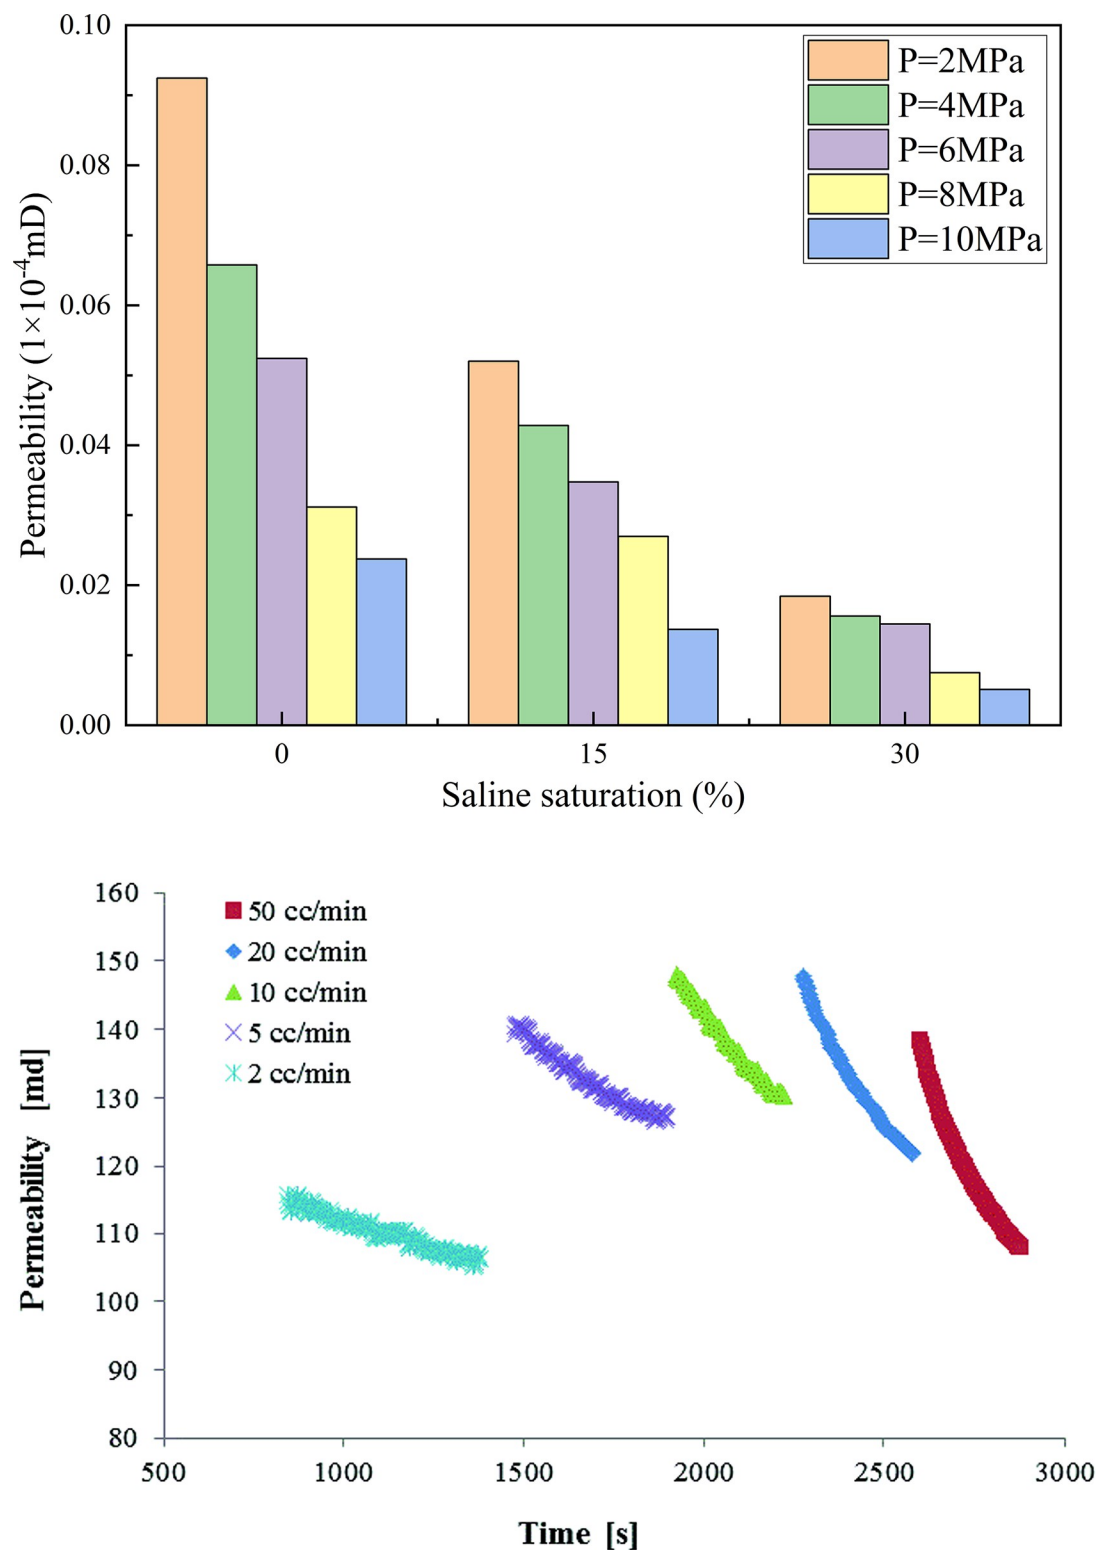 0.10
0.08
0.06
0.04
0.02
0.00
Permeability (1×10⁻⁴mD)
P=2MPa
P=4MPa
P=6MPa
P=8MPa
P=10MPa
0 15 30
Saline saturation (%)
160
150
140
130
120
110
100
90
80
Permeability [md]
50 cc/min
20 cc/min
10 cc/min
5 cc/min
2 cc/min
500 1000 1500 2000 2500 3000
Time [s]